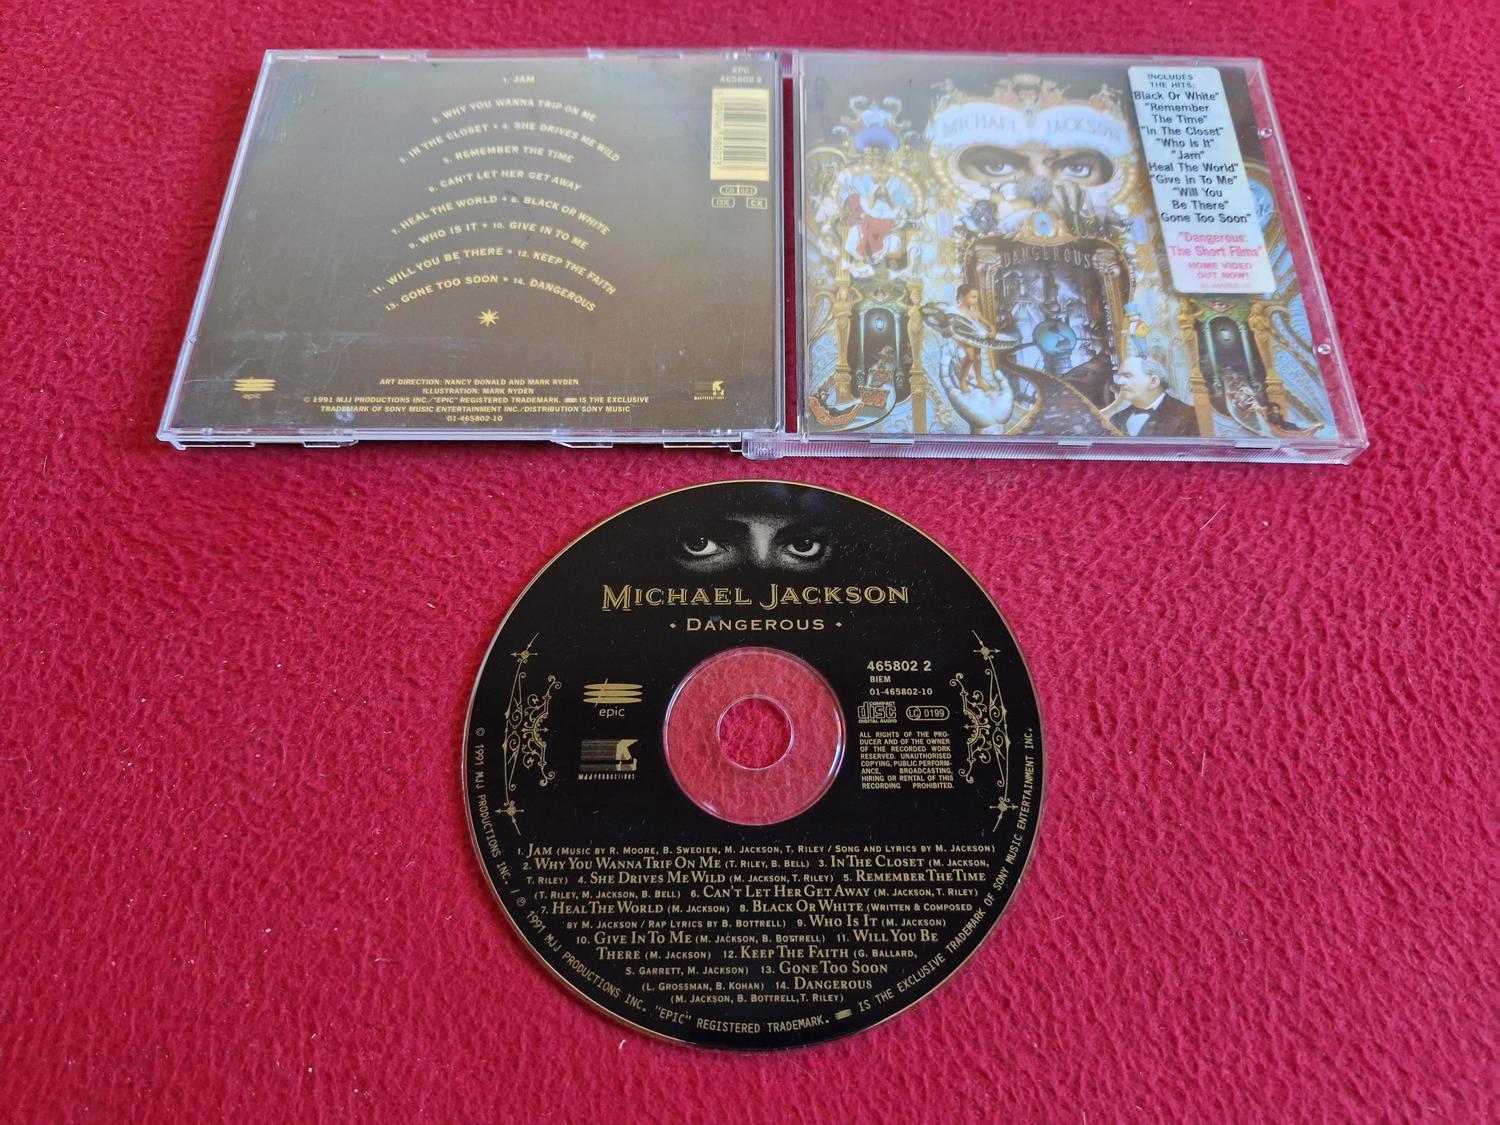 1. JAM
2. WHY YOU WANNA TRIP ON ME
3. IN THE CLOSET • 4. SHE DRIVES ME WILD
5. REMEMBER THE TIME
6. CAN'T LET HER GET AWAY
7. HEAL THE WORLD • 8. BLACK OR WHITE
9. WHO IS IT • 10. GIVE IN TO ME
11. WILL YOU BE THERE • 12. KEEP THE FAITH
13. GONE TOO SOON • 14. DANGEROUS
EPC
465802 2
CX
epic
ART DIRECTION: NANCY DONALD AND MARK RYDEN
ILLUSTRATION: MARK RYDEN
© 1991 MJJ PRODUCTIONS INC./"EPIC" REGISTERED TRADEMARK. IS THE EXCLUSIVE
TRADEMARK OF SONY MUSIC ENTERTAINMENT INC./DISTRIBUTION SONY MUSIC
01-465802-10
MJJ PRODUCTIONS
MICHAEL JACKSON
DANGEROUS
INCLUDES
THE HITS:
Black Or White"
"Remember
The Time"
"In The Closet"
"Who Is It"
"Jam"
Heal The World"
"Give In To Me"
"Will You
Be There"
Gone Too Soon"
"Dangerous:
The Short Films"
HOME VIDEO
OUT NOW!
01-465802-10
MICHAEL JACKSON
• DANGEROUS •
epic
MJJ PRODUCTIONS
465802 2
BIEM
01-465802-10
COMPACT
disc
DIGITAL AUDIO
LC 0199
ALL RIGHTS OF THE PRO-
DUCER AND OF THE OWNER
OF THE RECORDED WORK
RESERVED. UNAUTHORISED
COPYING, PUBLIC PERFORM-
ANCE, BROADCASTING,
HIRING OR RENTAL OF THIS
RECORDING PROHIBITED.
1. JAM (MUSIC BY R. MOORE, B. SWEDIEN, M. JACKSON, T. RILEY / SONG AND LYRICS BY M. JACKSON)
2. WHY YOU WANNA TRIP ON ME (T. RILEY, B. BELL) 3. IN THE CLOSET (M. JACKSON,
T. RILEY) 4. SHE DRIVES ME WILD (M. JACKSON, T. RILEY) 5. REMEMBER THE TIME
(T. RILEY, M. JACKSON, B. BELL) 6. CAN'T LET HER GET AWAY (M. JACKSON, T. RILEY)
7. HEAL THE WORLD (M. JACKSON) 8. BLACK OR WHITE (WRITTEN & COMPOSED
BY M. JACKSON / RAP LYRICS BY B. BOTTRELL) 9. WHO IS IT (M. JACKSON)
10. GIVE IN TO ME (M. JACKSON, B. BOTTRELL) 11. WILL YOU BE
THERE (M. JACKSON) 12. KEEP THE FAITH (G. BALLARD,
S. GARRETT, M. JACKSON) 13. GONE TOO SOON
(L. GROSSMAN, B. KOHAN) 14. DANGEROUS
(M. JACKSON, B. BOTTRELL, T. RILEY)
© 1991 MJJ PRODUCTIONS INC. / ℗ 1991 MJJ PRODUCTIONS INC. "EPIC" REGISTERED TRADEMARK. IS THE EXCLUSIVE TRADEMARK OF SONY MUSIC ENTERTAINMENT INC.